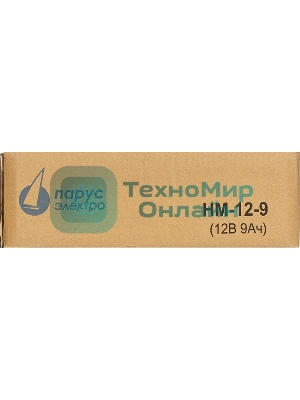 парус
электро
ТехноМир
Онлайн
НМ-12-9
(12В 9Ач)